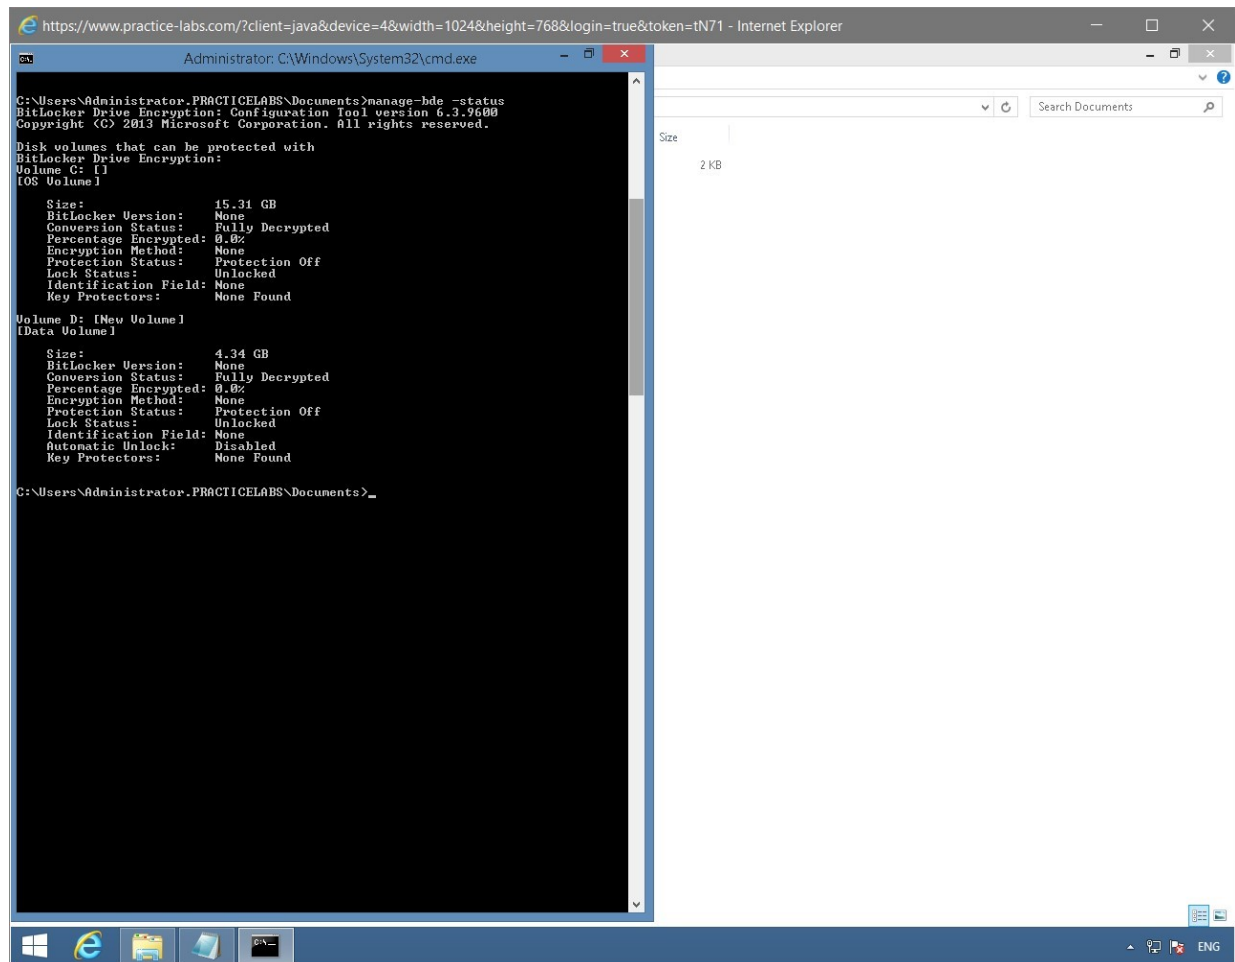 https://www.practice-labs.com/?client=java&device=4&width=1024&height=768&login=true&token=tN71 - Internet Explorer
Administrator: C:\Windows\System32\cmd.exe
C:\Users\Administrator.PRACTICELABS\Documents>manage-bde -status
BitLocker Drive Encryption: Configuration Tool version 6.3.9600
Copyright (C) 2013 Microsoft Corporation. All rights reserved.
Disk volumes that can be protected with
BitLocker Drive Encryption:
Volume C: []
[OS Volume]
Size: 15.31 GB
BitLocker Version: None
Conversion Status: Fully Decrypted
Percentage Encrypted: 0.0%
Encryption Method: None
Protection Status: Protection Off
Lock Status: Unlocked
Identification Field: None
Key Protectors: None Found
Volume D: [New Volume]
[Data Volume]
Size: 4.34 GB
BitLocker Version: None
Conversion Status: Fully Decrypted
Percentage Encrypted: 0.0%
Encryption Method: None
Protection Status: Protection Off
Lock Status: Unlocked
Identification Field: None
Automatic Unlock: Disabled
Key Protectors: None Found
C:\Users\Administrator.PRACTICELABS\Documents>_
Search Documents
Size
2 KB
ENG